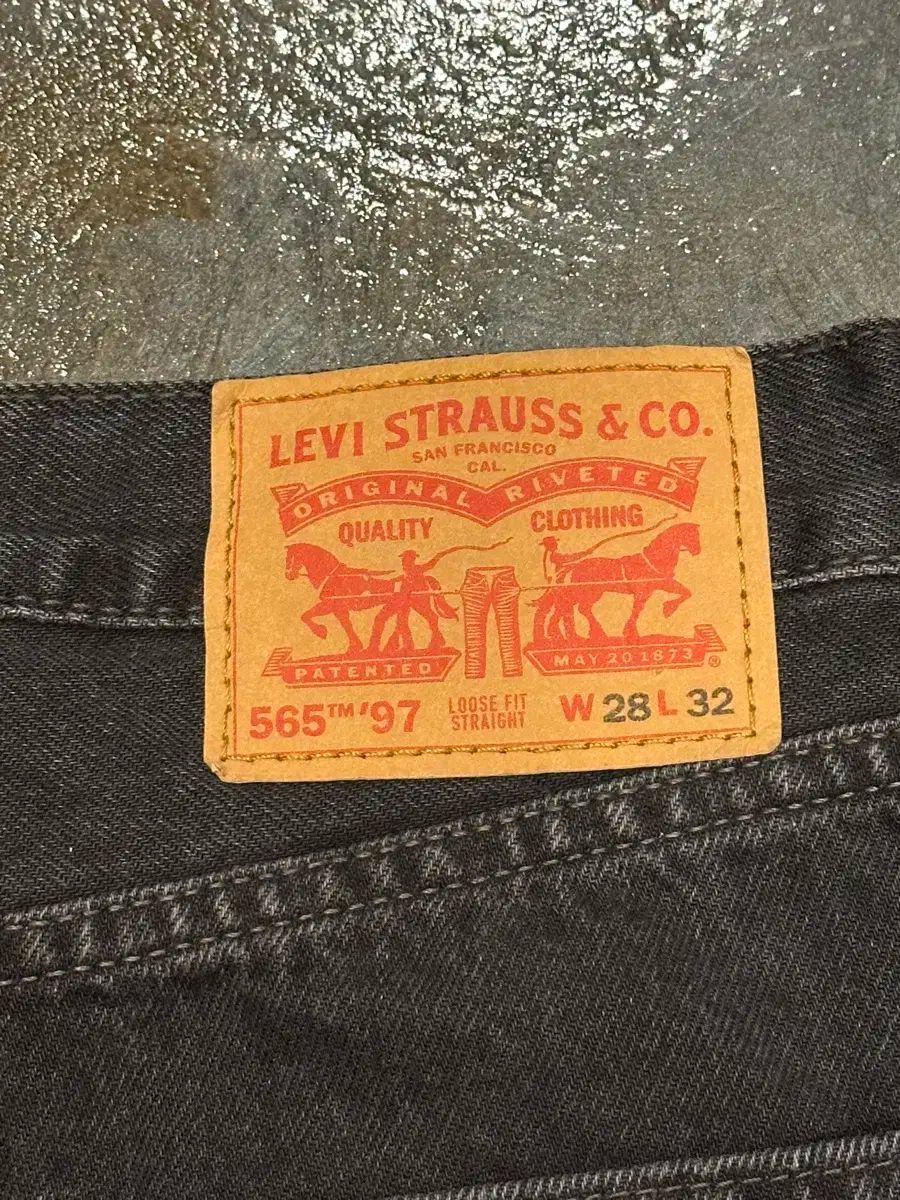 LEVI STRAUSS & CO.
SAN FRANCISCO
CAL.
ORIGINAL RIVETED
QUALITY CLOTHING
PATENTED MAY 20 1873 ®
565™ '97 LOOSE FIT STRAIGHT W 28 L 32